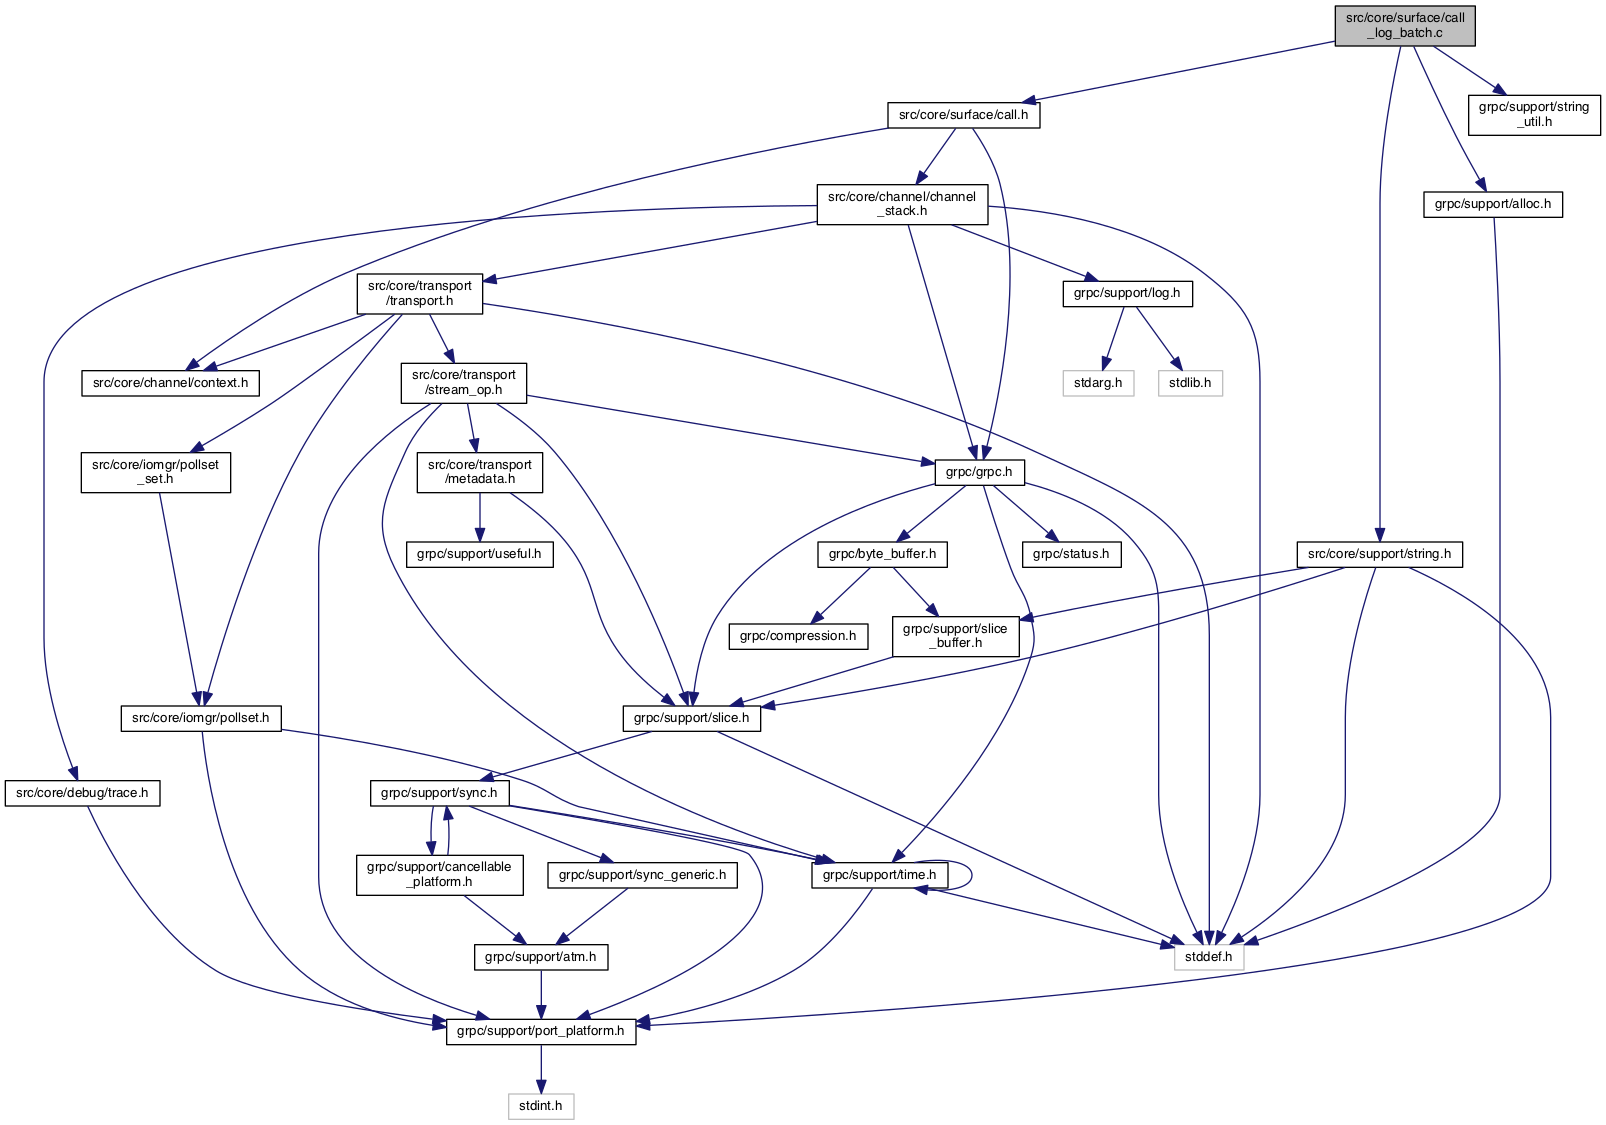 src/core/surface/call
_log_batch.c
src/core/surface/call.h
grpc/support/string
_util.h
src/core/channel/channel
_stack.h
grpc/support/alloc.h
src/core/transport
/transport.h
grpc/support/log.h
src/core/channel/context.h
src/core/transport
/stream_op.h
stdarg.h
stdlib.h
src/core/iomgr/pollset
_set.h
src/core/transport
/metadata.h
grpc/grpc.h
grpc/support/useful.h
grpc/byte_buffer.h
grpc/status.h
src/core/support/string.h
grpc/compression.h
grpc/support/slice
_buffer.h
src/core/iomgr/pollset.h
grpc/support/slice.h
src/core/debug/trace.h
grpc/support/sync.h
grpc/support/cancellable
_platform.h
grpc/support/sync_generic.h
grpc/support/time.h
grpc/support/atm.h
stddef.h
grpc/support/port_platform.h
stdint.h